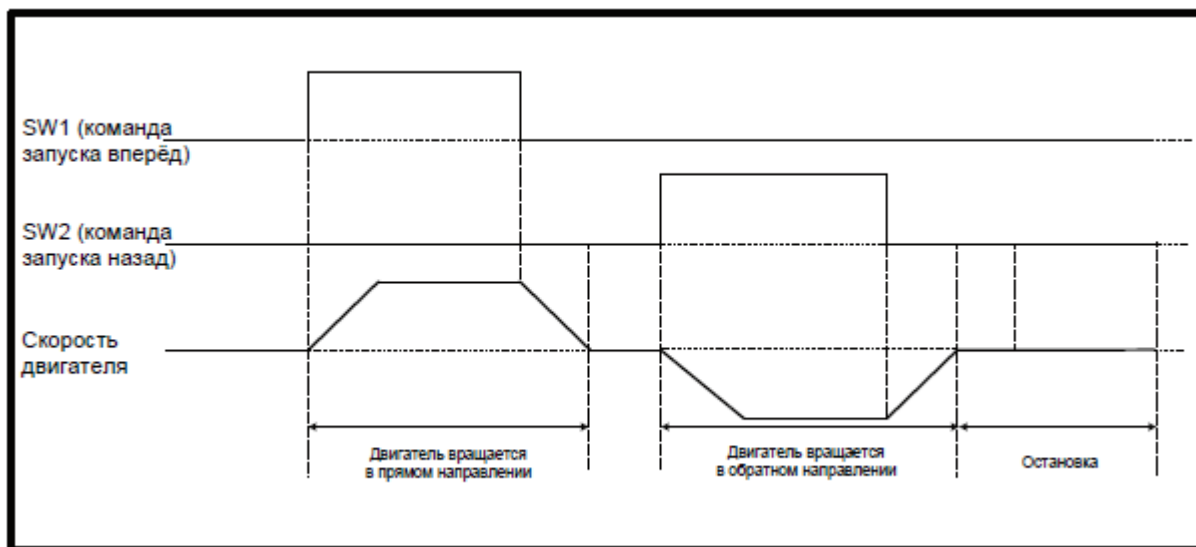 SW1 (команда
запуска вперёд)
SW2 (команда
запуска назад)
Скорость
двигателя
Двигатель вращается
в прямом направлении
Двигатель вращается
в обратном направлении
Остановка